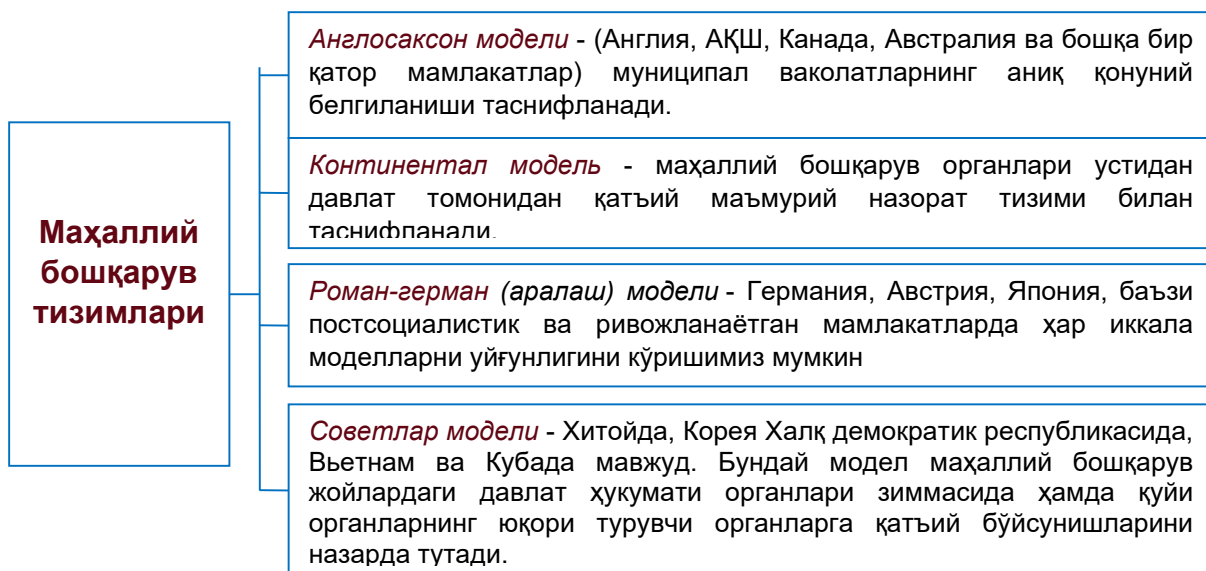 Маҳаллий
бошқарув
тизимлари
Англосаксон модели - (Англия, АҚШ, Канада, Австралия ва бошқа бир
қатор мамлакатлар) муниципал ваколатларнинг аниқ қонуний
белгиланиши таснифланади.
Континентал модель - маҳаллий бошқарув органлари устидан
давлат томонидан қатъий маъмурий назорат тизими билан
таснифланади.
Роман-герман (аралаш) модели - Германия, Австрия, Япония, баъзи
постсоциалистик ва ривожланаётган мамлакатларда ҳар иккала
моделларни уйғунлигини кўришимиз мумкин
Советлар модели - Хитойда, Корея Халқ демократик республикасида,
Вьетнам ва Кубада мавжуд. Бундай модел маҳаллий бошқарув
жойлардаги давлат ҳукумати органлари зиммасида ҳамда қуйи
органларнинг юқори турувчи органларга қатъий бўйсунишларини
назарда тутади.